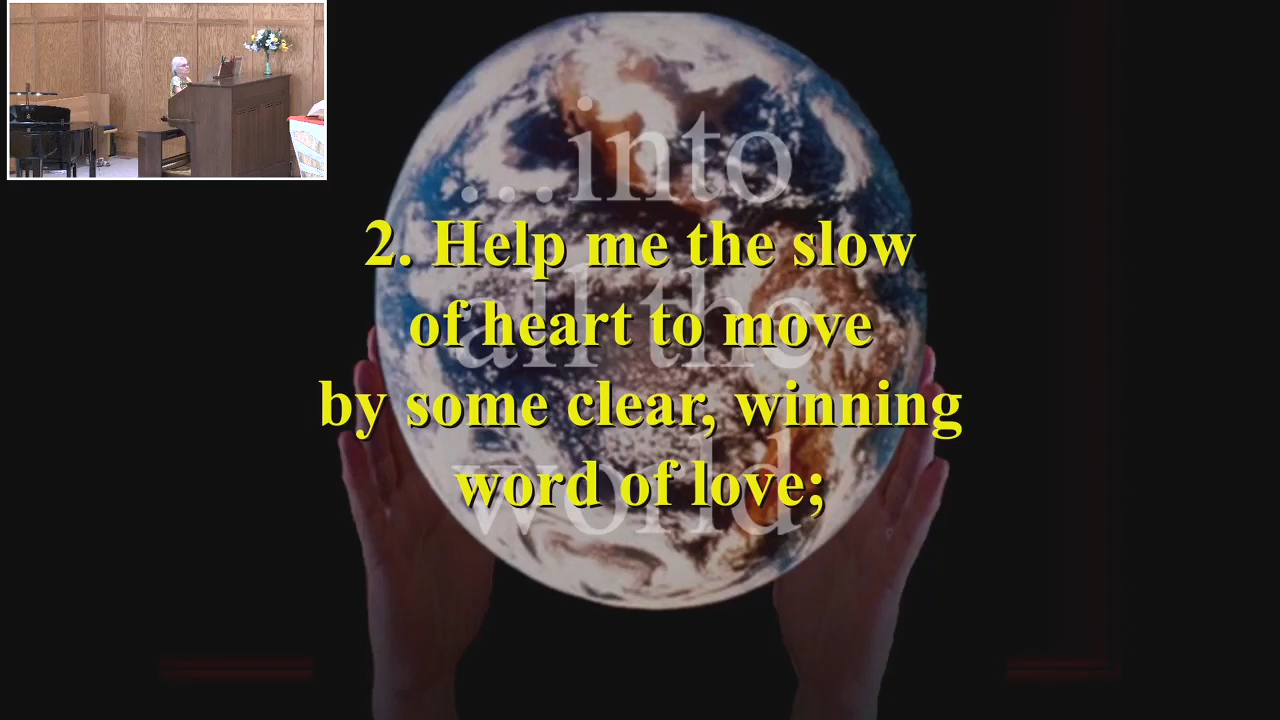 ...into
all the
world
2. Help me the slow
of heart to move
by some clear, winning
word of love;